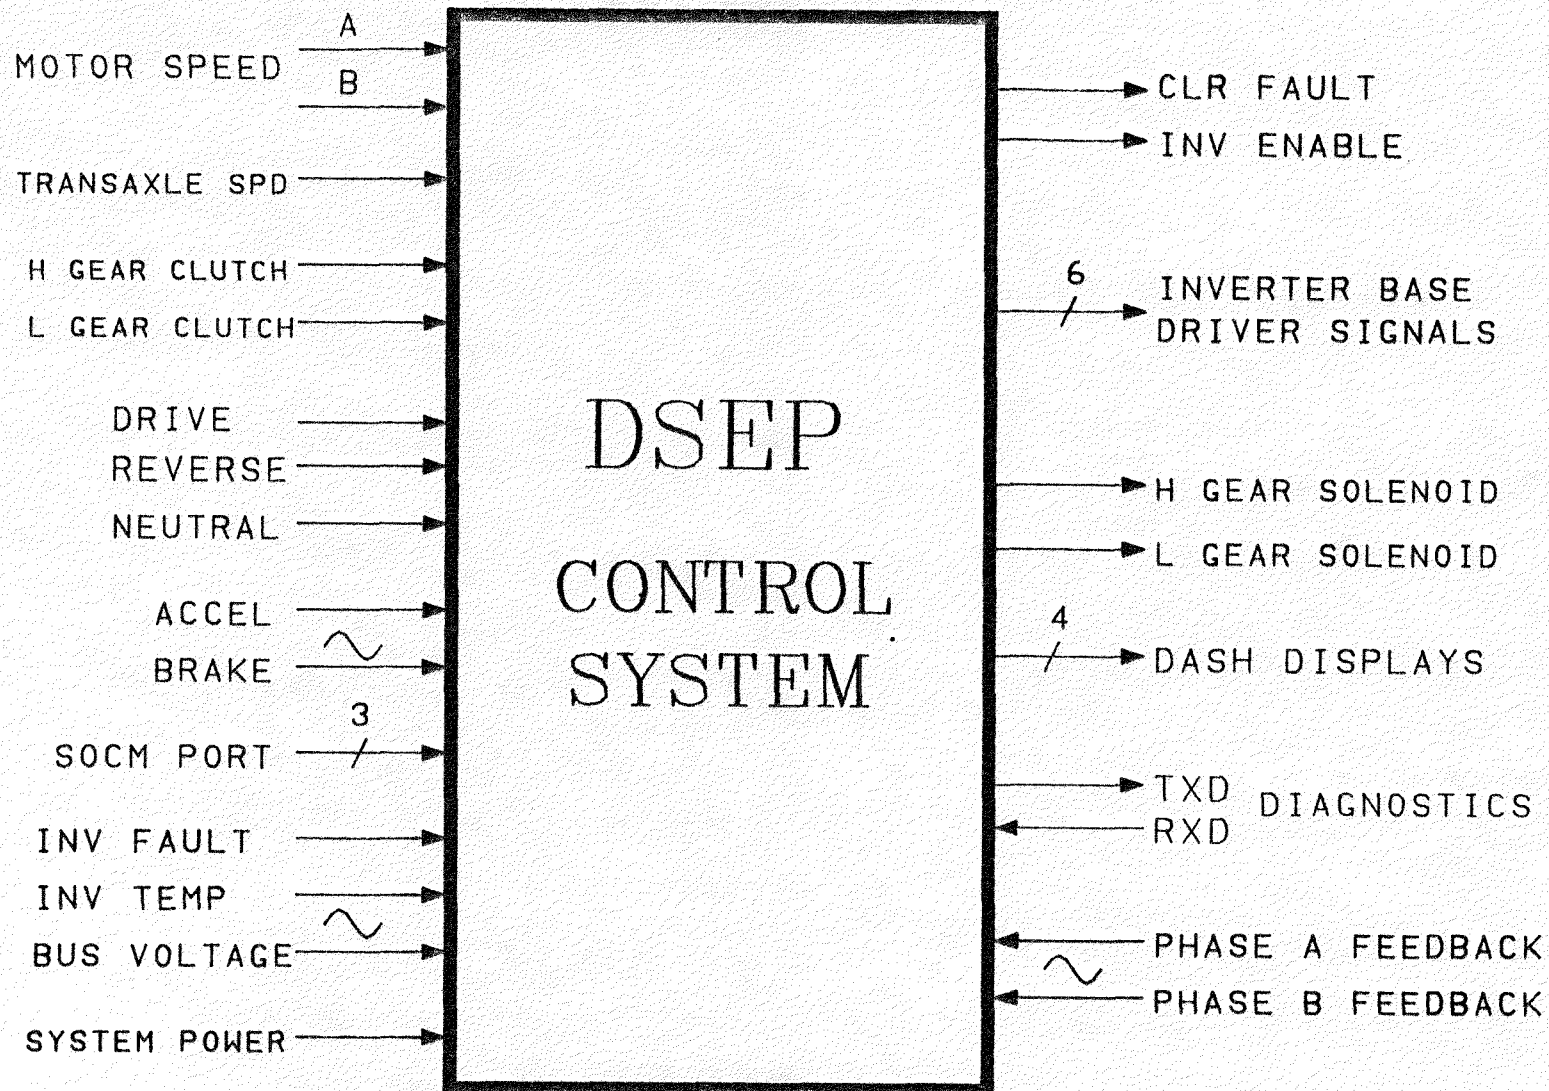 A
MOTOR SPEED
B
TRANSAXLE SPD
H GEAR CLUTCH
L GEAR CLUTCH
DRIVE
REVERSE
NEUTRAL
ACCEL
BRAKE
3
SOCM PORT
INV FAULT
INV TEMP
BUS VOLTAGE
SYSTEM POWER
DSEP
CONTROL
SYSTEM
CLR FAULT
INV ENABLE
6
INVERTER BASE
DRIVER SIGNALS
H GEAR SOLENOID
L GEAR SOLENOID
4
DASH DISPLAYS
TXD
DIAGNOSTICS
RXD
PHASE A FEEDBACK
PHASE B FEEDBACK